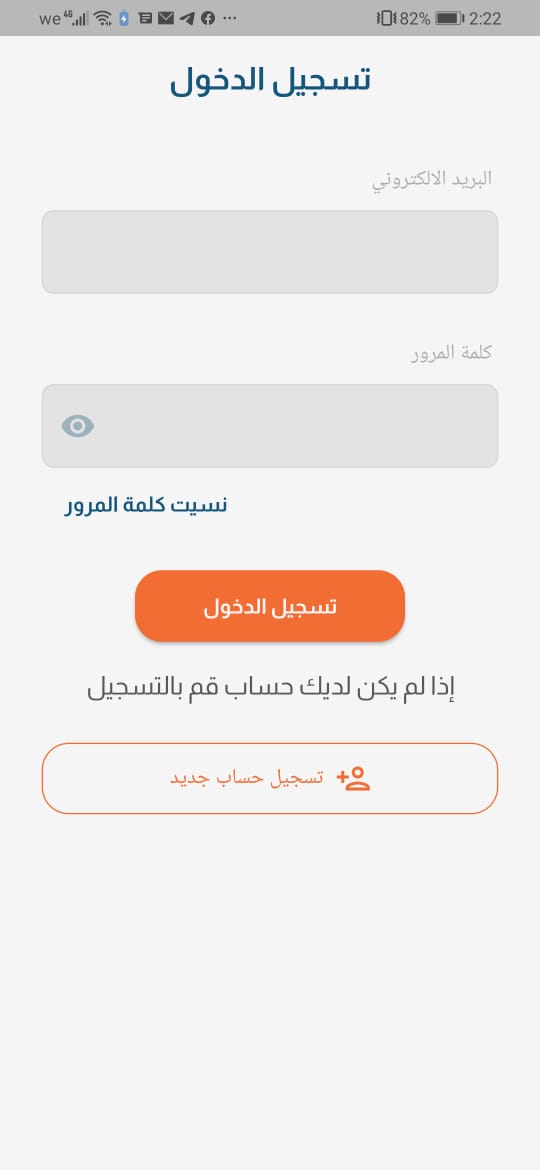 we 4G 82% 2:22
تسجيل الدخول
البريد الالكتروني
كلمة المرور
نسيت كلمة المرور
تسجيل الدخول
إذا لم يكن لديك حساب قم بالتسجيل
تسجيل حساب جديد